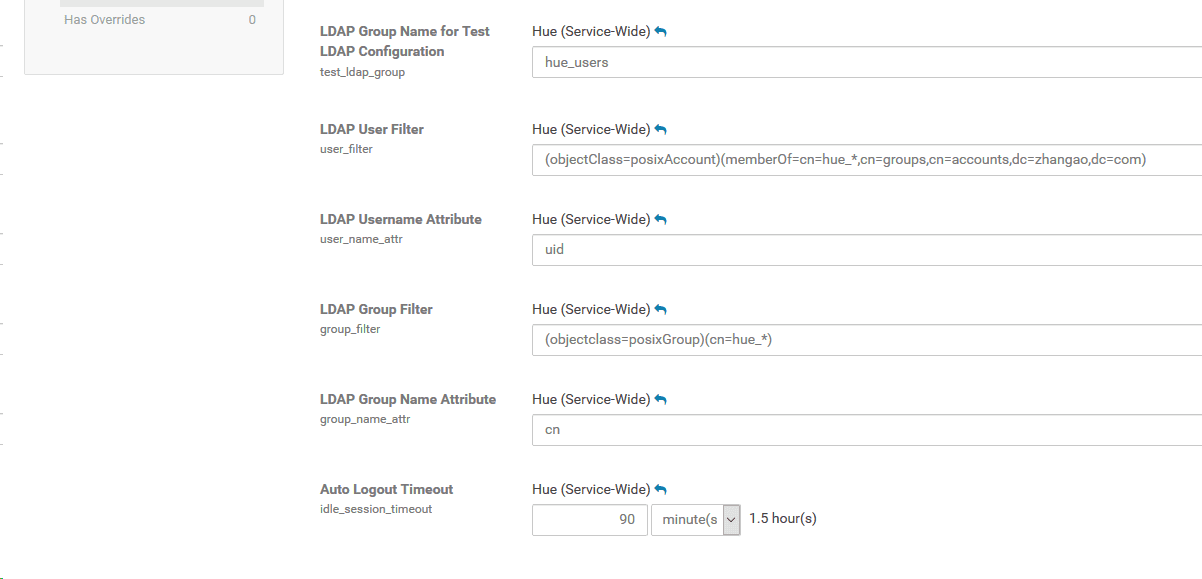 Has Overrides 0
LDAP Group Name for Test Hue (Service-Wide)
LDAP Configuration
test_ldap_group
hue_users
LDAP User Filter Hue (Service-Wide)
user_filter
(objectClass=posixAccount)(memberOf=cn=hue_*,cn=groups,cn=accounts,dc=zhangao,dc=com)
LDAP Username Attribute Hue (Service-Wide)
user_name_attr
uid
LDAP Group Filter Hue (Service-Wide)
group_filter
(objectclass=posixGroup)(cn=hue_*)
LDAP Group Name Attribute Hue (Service-Wide)
group_name_attr
cn
Auto Logout Timeout Hue (Service-Wide)
idle_session_timeout
90 minute(s 1.5 hour(s)